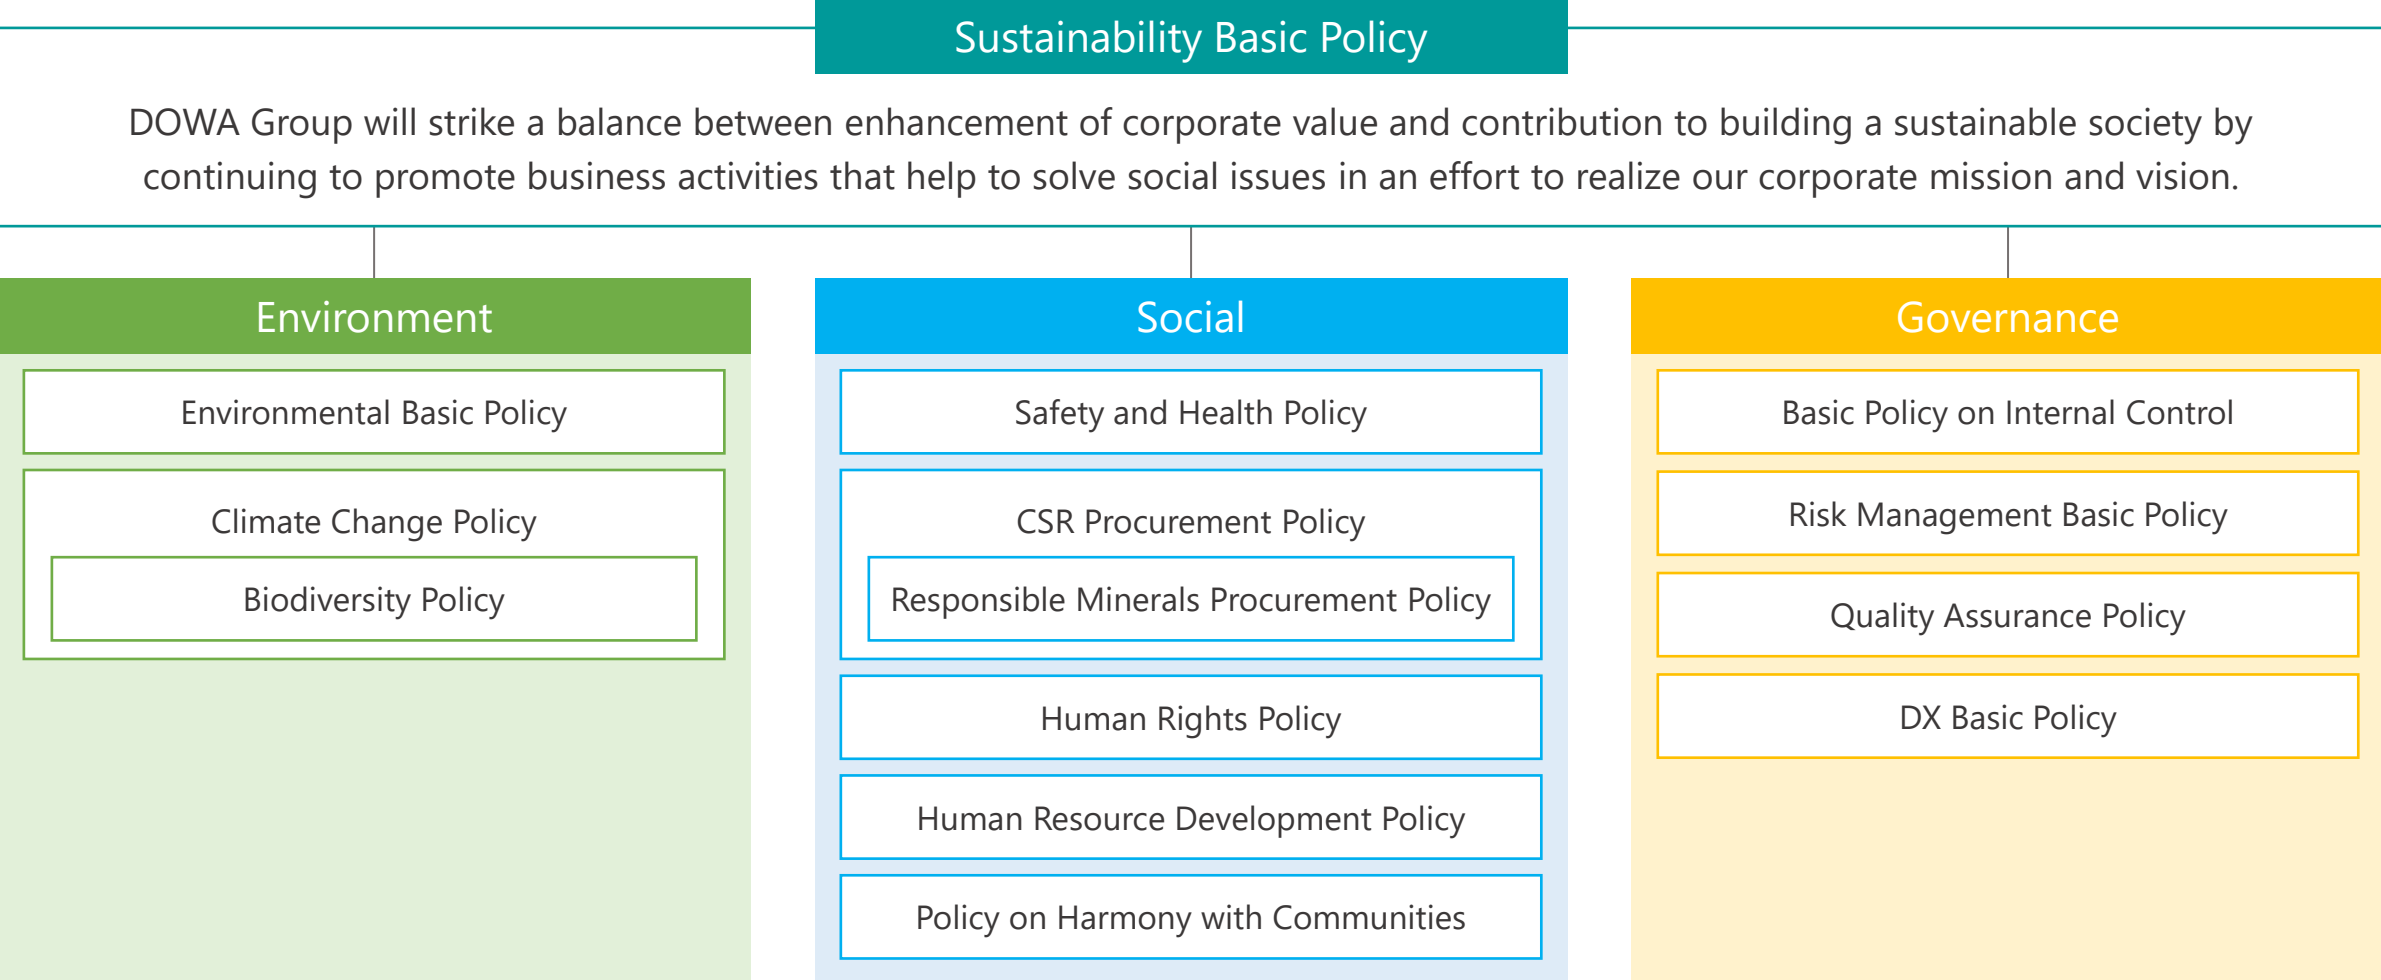 Sustainability Basic Policy
DOWA Group will strike a balance between enhancement of corporate value and contribution to building a sustainable society by
continuing to promote business activities that help to solve social issues in an effort to realize our corporate mission and vision.
Environment
Environmental Basic Policy
Climate Change Policy
Biodiversity Policy
Social
Safety and Health Policy
CSR Procurement Policy
Responsible Minerals Procurement Policy
Human Rights Policy
Human Resource Development Policy
Policy on Harmony with Communities
Governance
Basic Policy on Internal Control
Risk Management Basic Policy
Quality Assurance Policy
DX Basic Policy